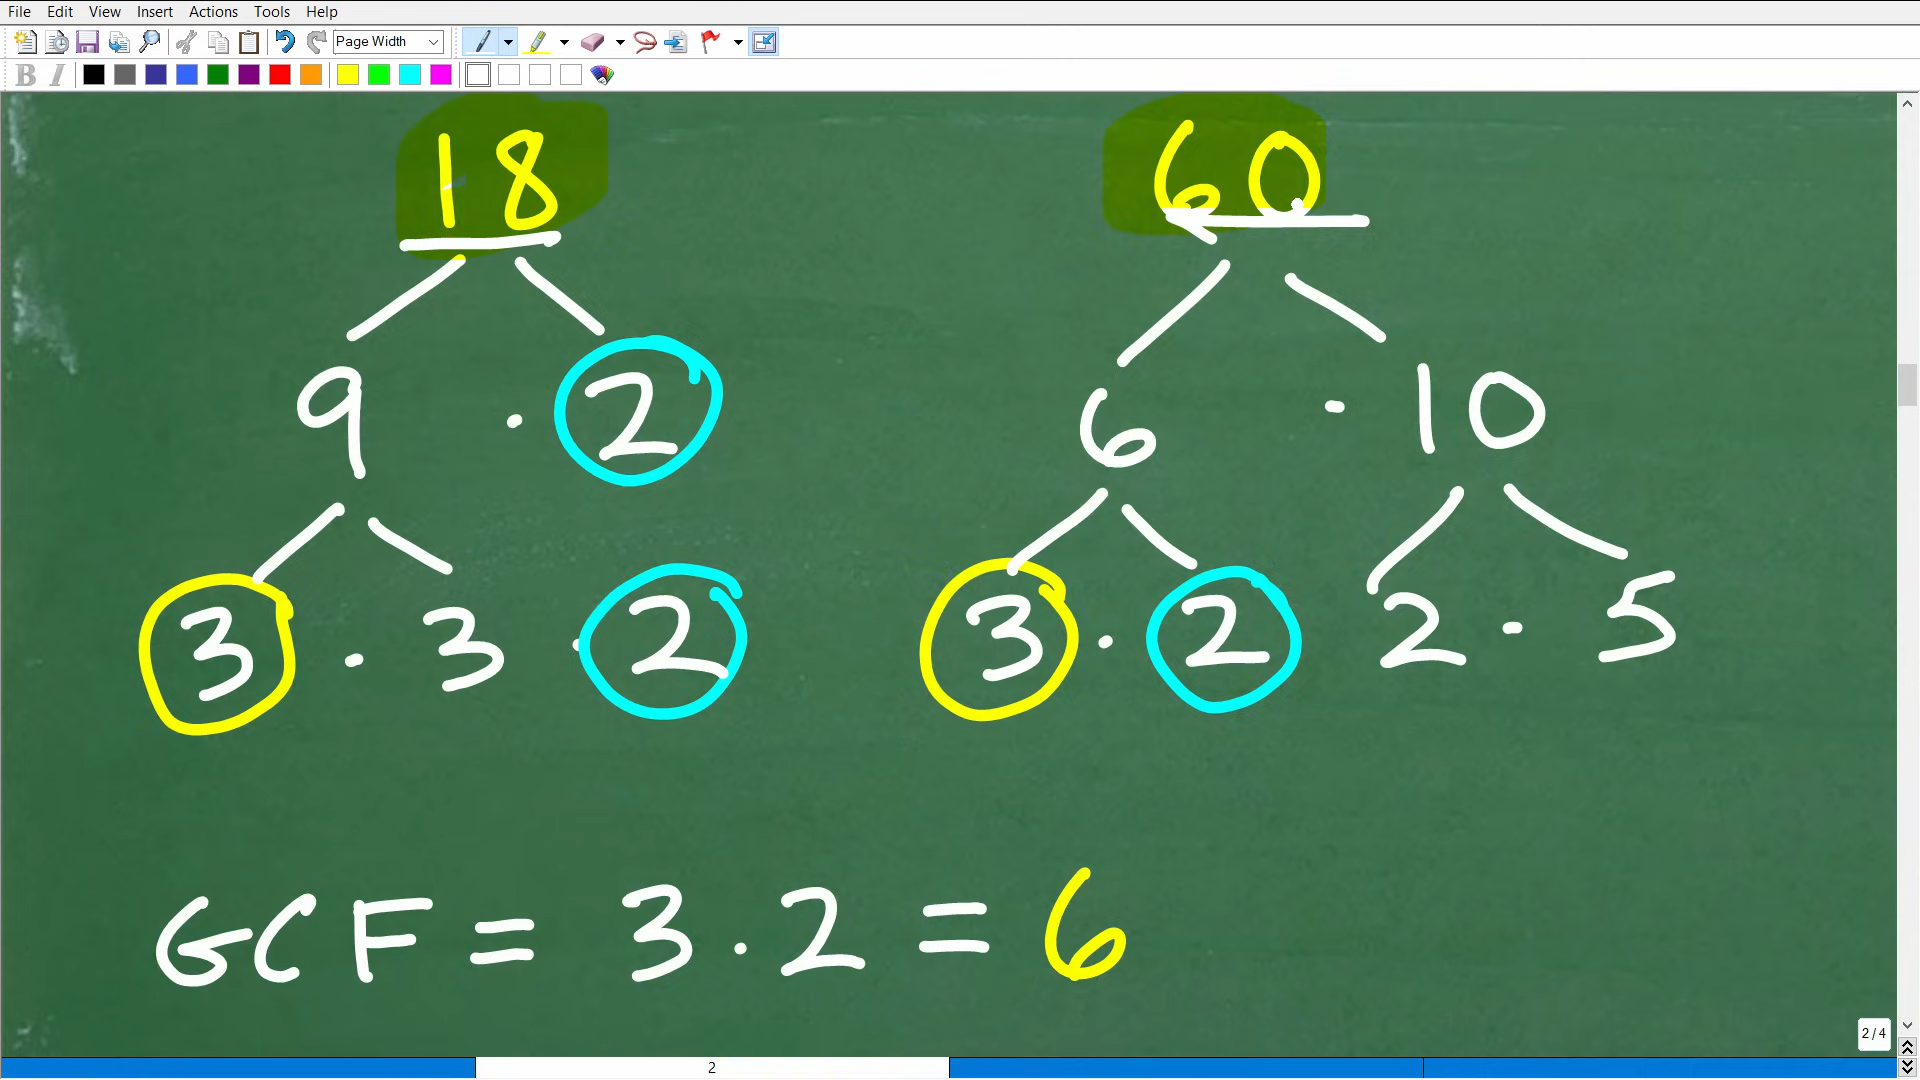 File Edit View Insert Actions Tools Help
Page Width
B I
18 60
9 · 2 6 · 10
3 · 3 · 2 3 · 2 2 · 5
GCF = 3 · 2 = 6
2/4
2